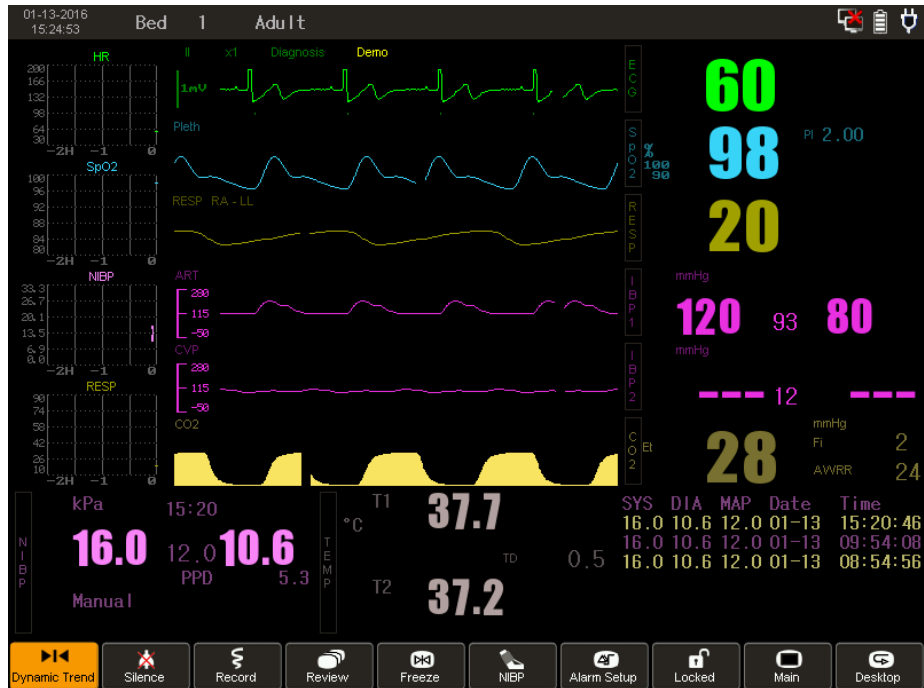 01-13-2016
15:24:53
Bed 1 Adult
HR
200
166
132
98
64
30
-2H -1 0
II x1 Diagnosis Demo
1mV
ECG
60
SpO2
100
96
92
88
84
80
-2H -1 0
Pleth
SpO2
%
100
90
98
PI 2.00
RESP RA - LL
RESP
20
NIBP
33.3
26.7
20.1
13.5
6.9
0.0
-2H -1 0
ART
280
115
-50
IBP1
mmHg
120 93 80
CVP
280
115
-50
IBP2
mmHg
--- 12 ---
RESP
90
74
58
42
26
10
-2H -1 0
CO2
CO2
Et
28
mmHg
Fi 2
AWRR 24
NIBP
kPa 15:20
16.0 12.0 10.6
PPD 5.3
Manual
TEMP
°C
T1 37.7
TD 0.5
T2 37.2
SYS DIA MAP Date Time
16.0 10.6 12.0 01-13 15:20:46
16.0 10.6 12.0 01-13 09:54:08
16.0 10.6 12.0 01-13 08:54:56
Dynamic Trend
Silence
Record
Review
Freeze
NIBP
Alarm Setup
Locked
Main
Desktop